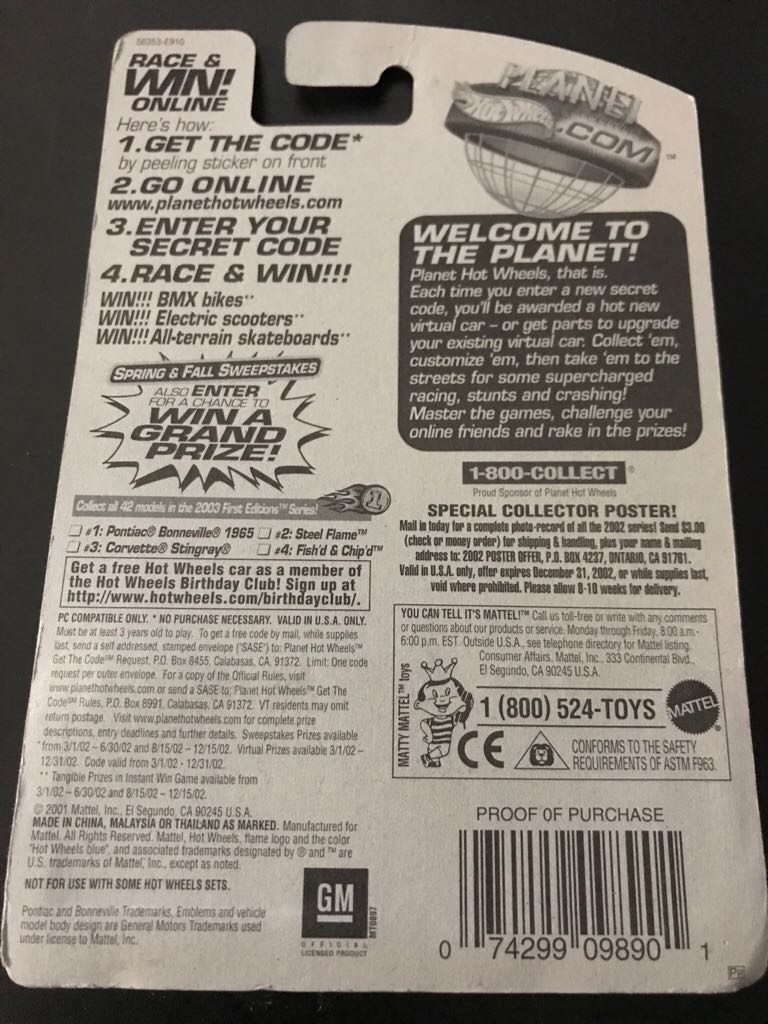 56353-E910
RACE &
WIN!
ONLINE
Here's how:
1.GET THE CODE*
by peeling sticker on front
2.GO ONLINE
www.planethotwheels.com
3.ENTER YOUR
SECRET CODE
4.RACE & WIN!!!
WIN!!! BMX bikes**
WIN!!! Electric scooters**
WIN!!! All-terrain skateboards**
SPRING & FALL SWEEPSTAKES
ALSO ENTER
FOR A CHANCE TO
WIN A
GRAND
PRIZE!
Collect all 42 models in the 2003 First Editions™ Series!
1
#1: Pontiac® Bonneville® 1965 #2: Steel Flame™
#3: Corvette® Stingray® #4: Fish'd & Chip'd™
Get a free Hot Wheels car as a member of
the Hot Wheels Birthday Club! Sign up at
http://www.hotwheels.com/birthdayclub/.
PC COMPATIBLE ONLY. * NO PURCHASE NECESSARY. VALID IN U.S.A. ONLY.
Must be at least 3 years old to play. To get a free code by mail, while supplies
last, send a self addressed, stamped envelope ('SASE') to: Planet Hot Wheels™
Get The Code℠ Request, P.O. Box 8455, Calabasas, CA, 91372. Limit: One code
request per outer envelope. For a copy of the Official Rules, visit
www.planethotwheels.com or send a SASE to: Planet Hot Wheels™ Get The
Code℠ Rules, P.O. Box 8991, Calabasas, CA 91372. VT residents may omit
return postage. Visit www.planethotwheels.com for complete prize
descriptions, entry deadlines and further details. Sweepstakes Prizes available
from 3/1/02 – 6/30/02 and 8/15/02 – 12/15/02. Virtual Prizes available 3/1/02 –
12/31/02. Code valid from 3/1/02 - 12/31/02.
** Tangible Prizes in Instant Win Game available from
3/1/02 – 6/30/02 and 8/15/02 – 12/15/02.
© 2001 Mattel, Inc., El Segundo, CA 90245 U.S.A.
MADE IN CHINA, MALAYSIA OR THAILAND AS MARKED. Manufactured for
Mattel. All Rights Reserved. Mattel, Hot Wheels, flame logo and the color
"Hot Wheels blue", and associated trademarks designated by ® and ™ are
U.S. trademarks of Mattel, Inc., except as noted.
NOT FOR USE WITH SOME HOT WHEELS SETS.
Pontiac and Bonneville Trademarks, Emblems and vehicle
model body design are General Motors Trademarks used
under license to Mattel, Inc.
GM
OFFICIAL
LICENSED PRODUCT
MT0897
PLANET
HOT WHEELS
.COM™
WELCOME TO
THE PLANET!
Planet Hot Wheels, that is.
Each time you enter a new secret
code, you'll be awarded a hot new
virtual car – or get parts to upgrade
your existing virtual car. Collect 'em,
customize 'em, then take 'em to the
streets for some supercharged
racing, stunts and crashing!
Master the games, challenge your
online friends and rake in the prizes!
1-800-COLLECT®
Proud Sponsor of Planet Hot Wheels
SPECIAL COLLECTOR POSTER!
Mail in today for a complete photo-record of all the 2002 series! Send $3.00
(check or money order) for shipping & handling, plus your name & mailing
address to: 2002 POSTER OFFER, P.O. BOX 4237, ONTARIO, CA 91761.
Valid in U.S.A. only, offer expires December 31, 2002, or while supplies last,
void where prohibited. Please allow 8-10 weeks for delivery.
YOU CAN TELL IT'S MATTEL!™ Call us toll-free or write with any comments
or questions about our products or service. Monday through Friday, 8:00 a.m.-
6:00 p.m. EST. Outside U.S.A., see telephone directory for Mattel listing.
Consumer Affairs, Mattel, Inc., 333 Continental Blvd.,
El Segundo, CA 90245 U.S.A.
MATTY MATTEL™ toys
1 (800) 524-TOYS
MATTEL®
CE
CONFORMS TO THE SAFETY
REQUIREMENTS OF ASTM F963.
PROOF OF PURCHASE
0 74299 09890 1